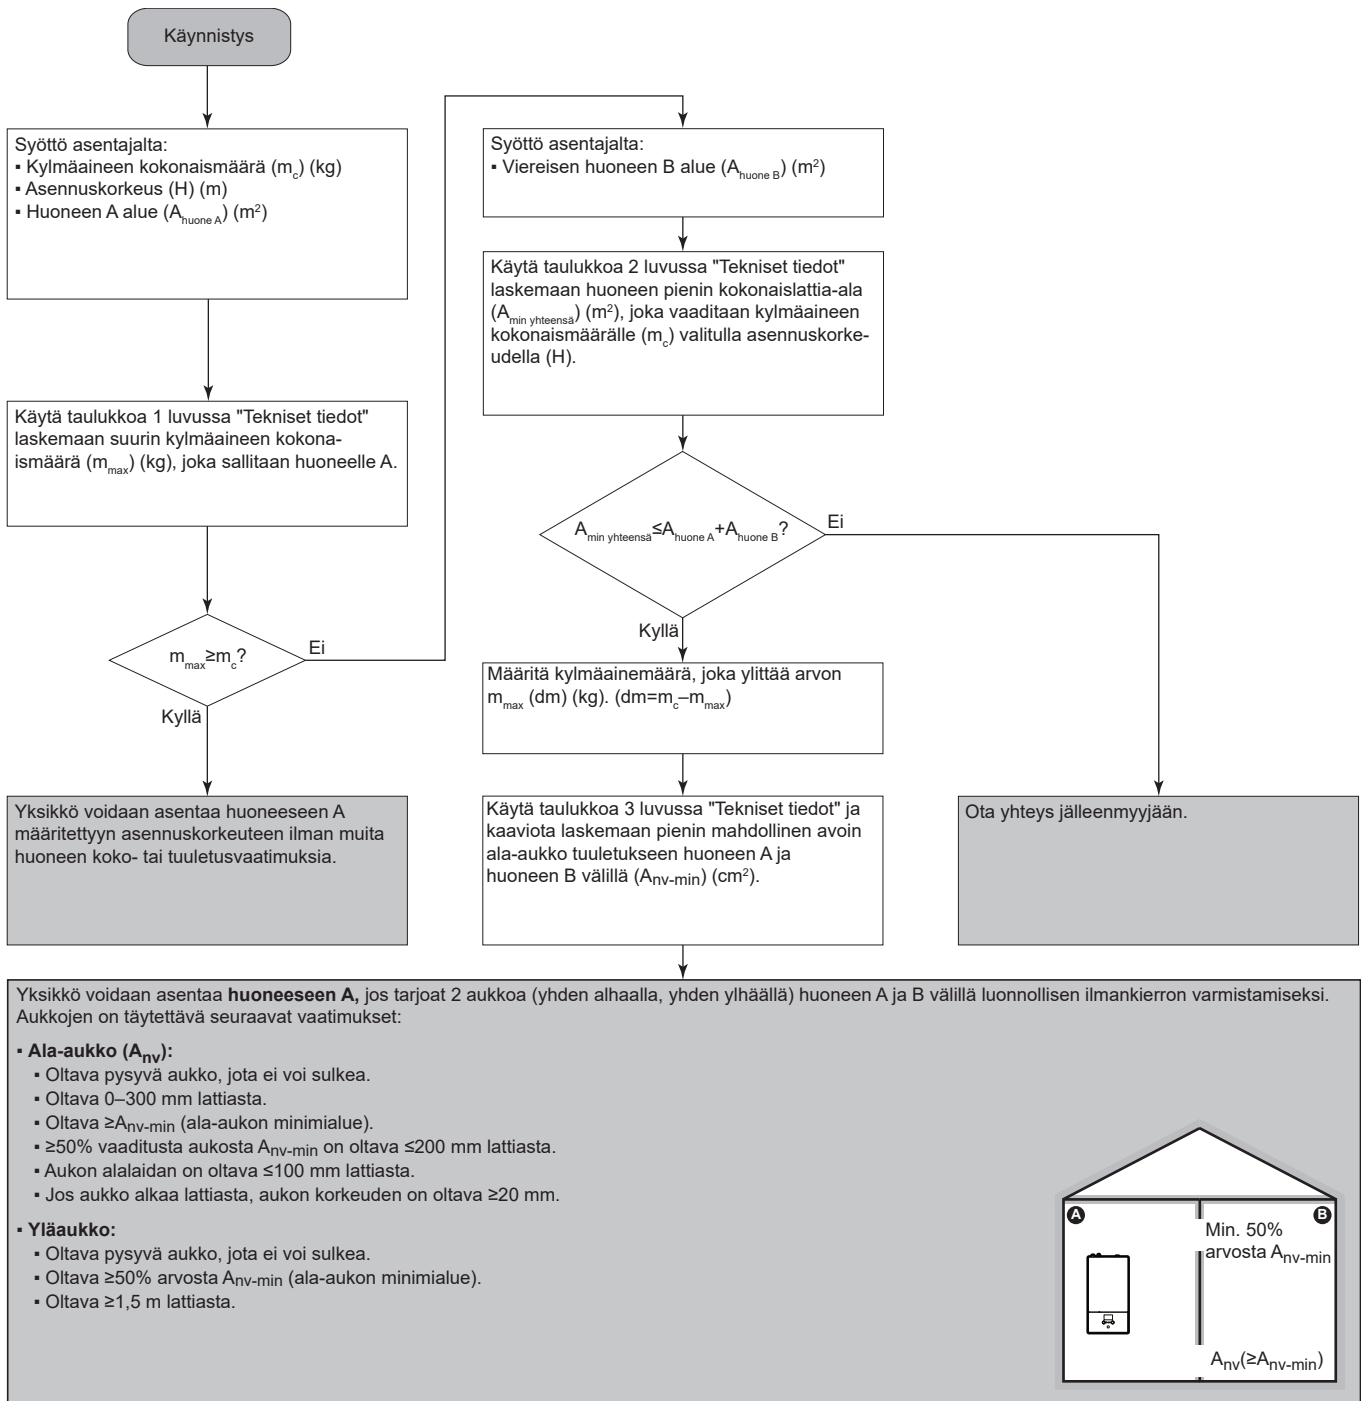 Käynnistys
Syöttö asentajalta:
▪ Kylmäaineen kokonaismäärä (mc) (kg)
▪ Asennuskorkeus (H) (m)
▪ Huoneen A alue (Ahuone A) (m²)
Käytä taulukkoa 1 luvussa "Tekniset tiedot"
laskemaan suurin kylmäaineen kokona-
ismäärä (mmax) (kg), joka sallitaan huoneelle A.
mmax≥mc?
Ei
Kyllä
Yksikkö voidaan asentaa huoneeseen A
määritettyyn asennuskorkeuteen ilman muita
huoneen koko- tai tuuletusvaatimuksia.
Syöttö asentajalta:
▪ Viereisen huoneen B alue (Ahuone B) (m²)
Käytä taulukkoa 2 luvussa "Tekniset tiedot"
laskemaan huoneen pienin kokonaislattia-ala
(Amin yhteensä) (m²), joka vaaditaan kylmäaineen
kokonaismäärälle (mc) valitulla asennuskorke-
udella (H).
Amin yhteensä≤Ahuone A+Ahuone B?
Ei
Kyllä
Määritä kylmäainemäärä, joka ylittää arvon
mmax (dm) (kg). (dm=mc–mmax)
Käytä taulukkoa 3 luvussa "Tekniset tiedot" ja
kaaviota laskemaan pienin mahdollinen avoin
ala-aukko tuuletukseen huoneen A ja
huoneen B välillä (Anv-min) (cm²).
Ota yhteys jälleenmyyjään.
Yksikkö voidaan asentaa huoneeseen A, jos tarjoat 2 aukkoa (yhden alhaalla, yhden ylhäällä) huoneen A ja B välillä luonnollisen ilmankierron varmistamiseksi.
Aukkojen on täytettävä seuraavat vaatimukset:
▪ Ala-aukko (Anv):
▪ Oltava pysyvä aukko, jota ei voi sulkea.
▪ Oltava 0–300 mm lattiasta.
▪ Oltava ≥Anv-min (ala-aukon minimialue).
▪ ≥50% vaaditusta aukosta Anv-min on oltava ≤200 mm lattiasta.
▪ Aukon alalaidan on oltava ≤100 mm lattiasta.
▪ Jos aukko alkaa lattiasta, aukon korkeuden on oltava ≥20 mm.
▪ Yläaukko:
▪ Oltava pysyvä aukko, jota ei voi sulkea.
▪ Oltava ≥50% arvosta Anv-min (ala-aukon minimialue).
▪ Oltava ≥1,5 m lattiasta.
A
B
Min. 50%
arvosta Anv-min
Anv(≥Anv-min)